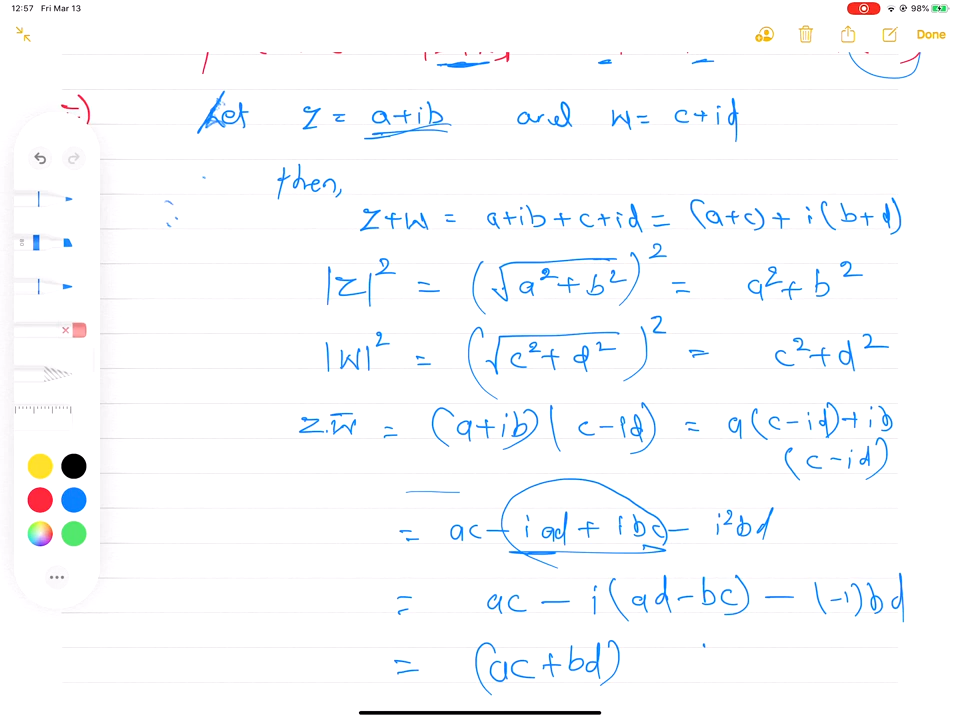 12:57 Fri Mar 13
98%
Done
Let z = a+ib and w = c+id
then,
z+w = a+ib+c+id = (a+c) + i(b+d)
|z|² = (√(a²+b²))² = a²+b²
|w|² = (√(c²+d²))² = c²+d²
z.w̅ = (a+ib)(c-id) = a(c-id)+ib
(c-id)
= ac - iad + ibc - i²bd
= ac - i(ad-bc) - (-1)bd
= (ac+bd)